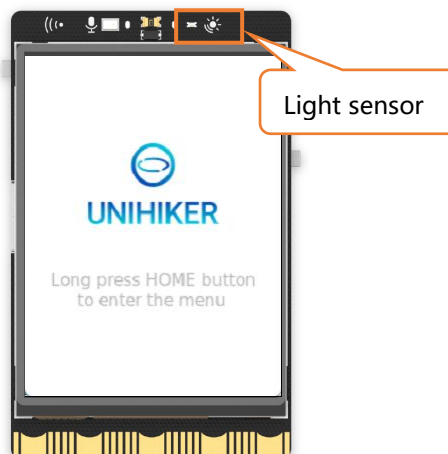 Light sensor
UNIHIKER
Long press HOME button
to enter the menu